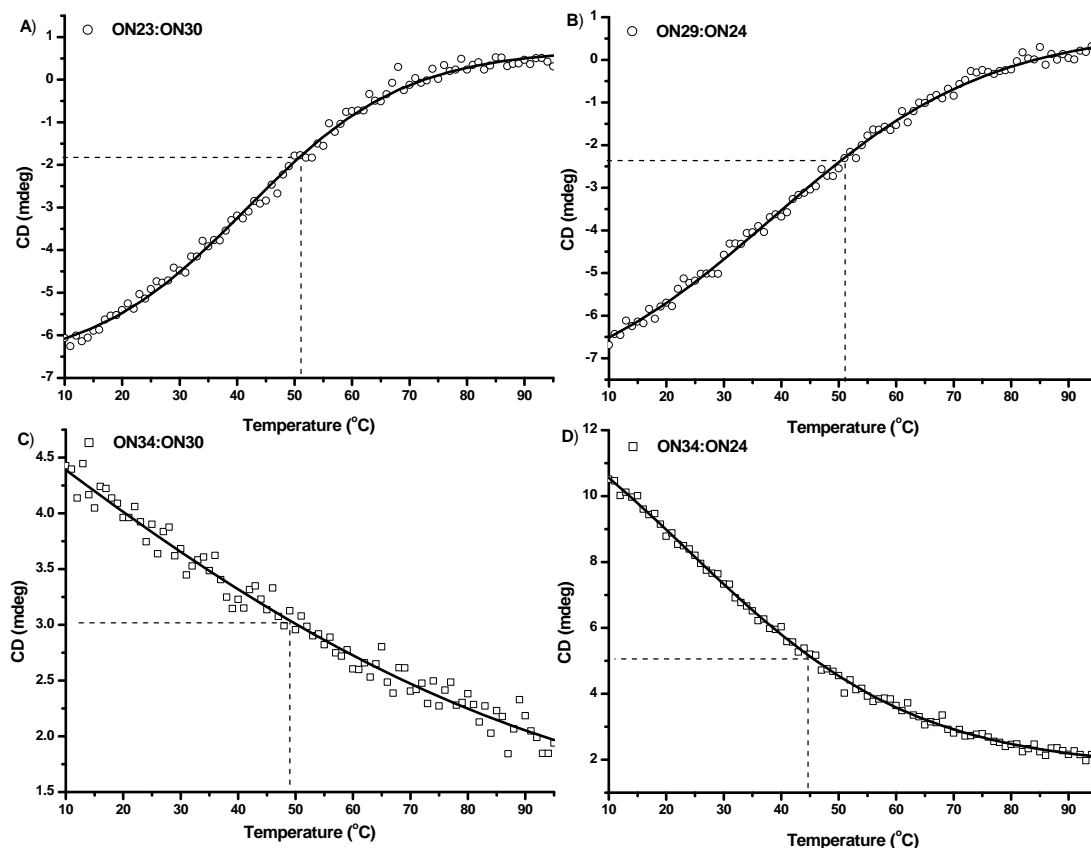 A)
ON23:ON30
1
0
-1
-2
-3
-4
-5
-6
-7
CD (mdeg)
10 20 30 40 50 60 70 80 90
Temperature (°C)
B)
ON29:ON24
1
0
-1
-2
-3
-4
-5
-6
-7
CD (mdeg)
10 20 30 40 50 60 70 80 90
Temperature (°C)
C)
ON34:ON30
4.5
4.0
3.5
3.0
2.5
2.0
1.5
CD (mdeg)
10 20 30 40 50 60 70 80 90
Temperature (°C)
D)
ON34:ON24
12
10
8
6
4
2
CD (mdeg)
10 20 30 40 50 60 70 80 90
Temperature (°C)